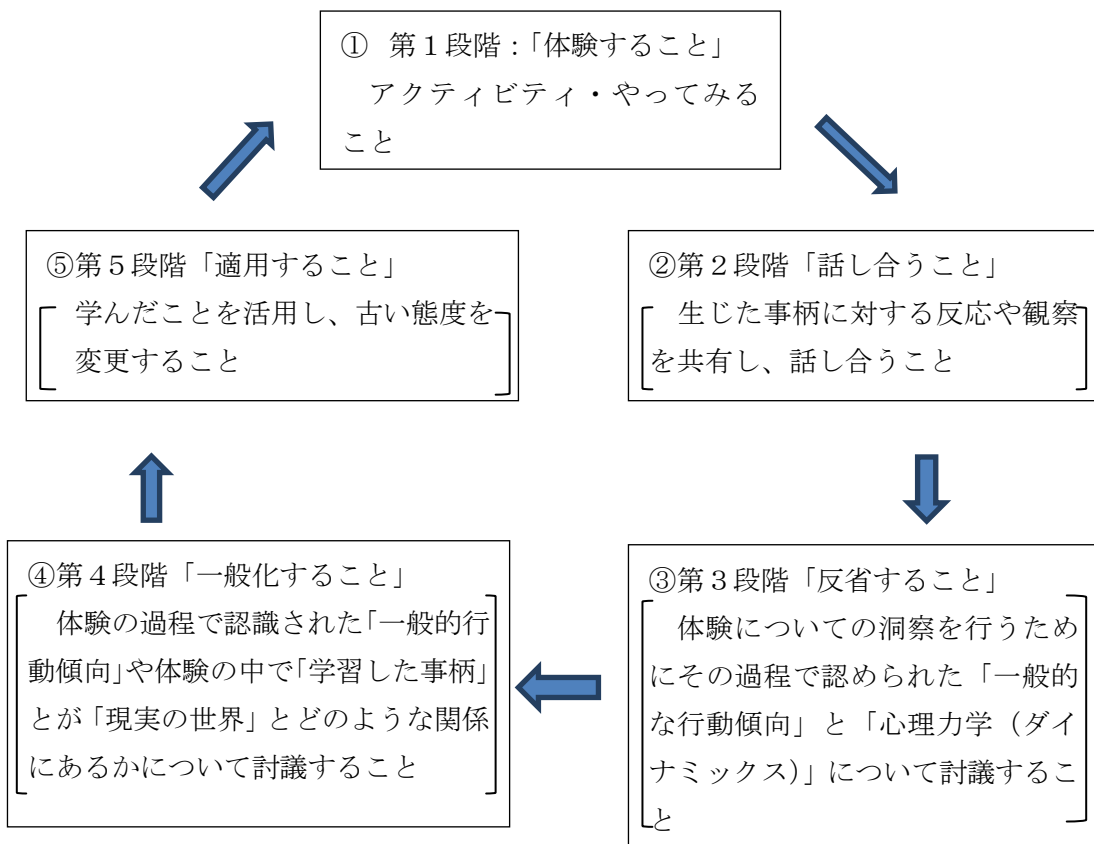 ① 第１段階：「体験すること」
アクティビティ・やってみる
こと
②第２段階「話し合うこと」
生じた事柄に対する反応や観察
を共有し、話し合うこと
③第３段階「反省すること」
体験についての洞察を行うため
にその過程で認められた「一般的
な行動傾向」と「心理力学（ダイ
ナミックス）」について討議するこ
と
④第４段階「一般化すること」
体験の過程で認識された「一般的行
動傾向」や体験の中で「学習した事柄」
とが「現実の世界」とどのような関係
にあるかについて討議すること
⑤第５段階「適用すること」
学んだことを活用し、古い態度を
変更すること